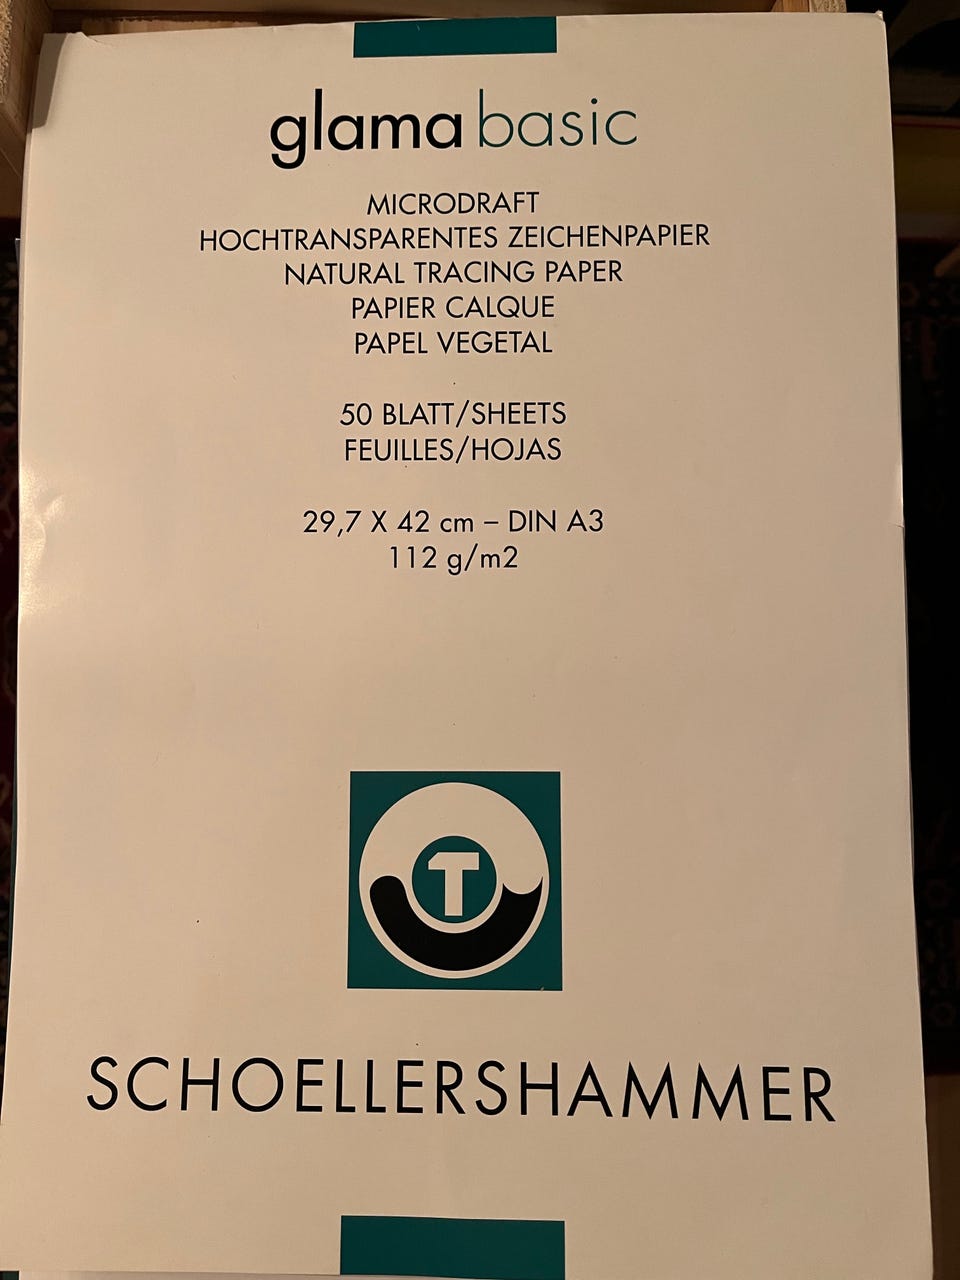 glama basic
MICRODRAFT
HOCHTRANSPARENTES ZEICHENPAPIER
NATURAL TRACING PAPER
PAPIER CALQUE
PAPEL VEGETAL
50 BLATT/SHEETS
FEUILLES/HOJAS
29,7 X 42 cm – DIN A3
112 g/m2
T
SCHOELLERSHAMMER